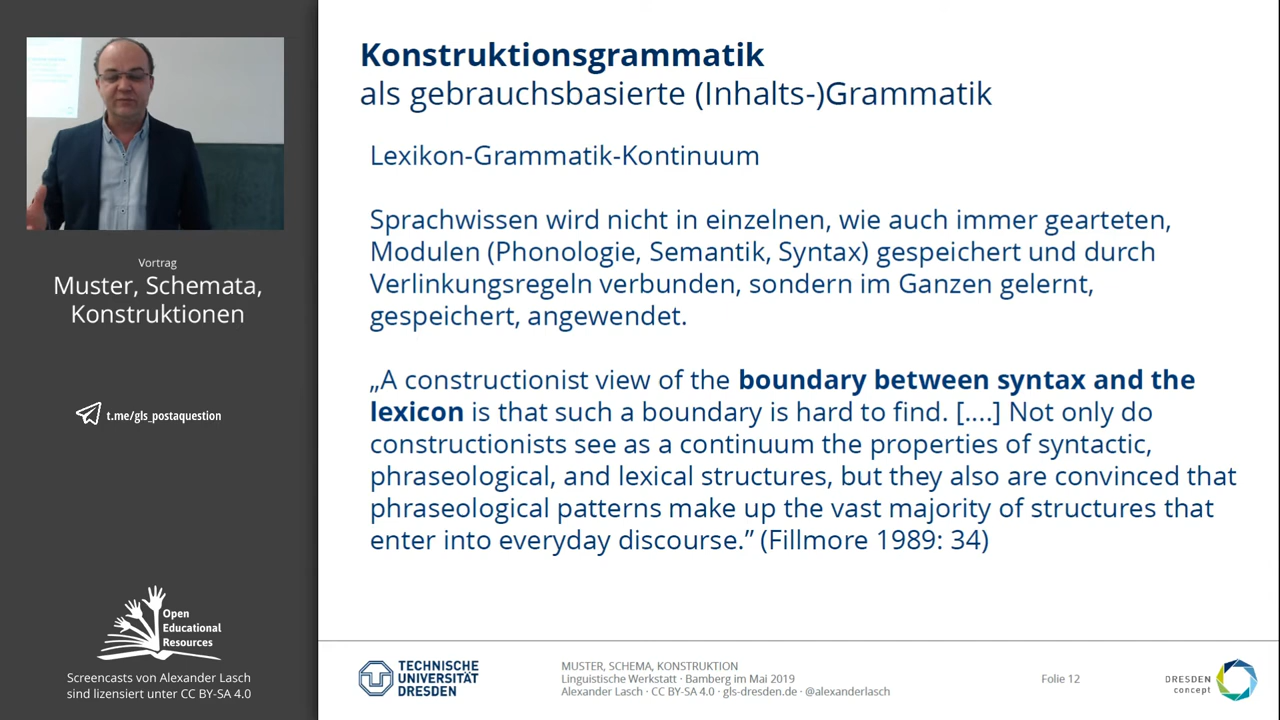 Konstruktionsgrammatik
als gebrauchsbasierte (Inhalts-)Grammatik
Lexikon-Grammatik-Kontinuum
Sprachwissen wird nicht in einzelnen, wie auch immer gearteten,
Modulen (Phonologie, Semantik, Syntax) gespeichert und durch
Verlinkungsregeln verbunden, sondern im Ganzen gelernt,
gespeichert, angewendet.
„A constructionist view of the boundary between syntax and the
lexicon is that such a boundary is hard to find. [....] Not only do
constructionists see as a continuum the properties of syntactic,
phraseological, and lexical structures, but they also are convinced that
phraseological patterns make up the vast majority of structures that
enter into everyday discourse.” (Fillmore 1989: 34)
Vortrag
Muster, Schemata,
Konstruktionen
t.me/gls_postaquestion
Open
Educational
Resources
Screencasts von Alexander Lasch
sind lizensiert unter CC BY-SA 4.0
TECHNISCHE
UNIVERSITÄT
DRESDEN
MUSTER, SCHEMA, KONSTRUKTION
Linguistische Werkstatt · Bamberg im Mai 2019
Alexander Lasch · CC BY-SA 4.0 · gls-dresden.de · @alexanderlasch
Folie 12
DRESDEN
concept